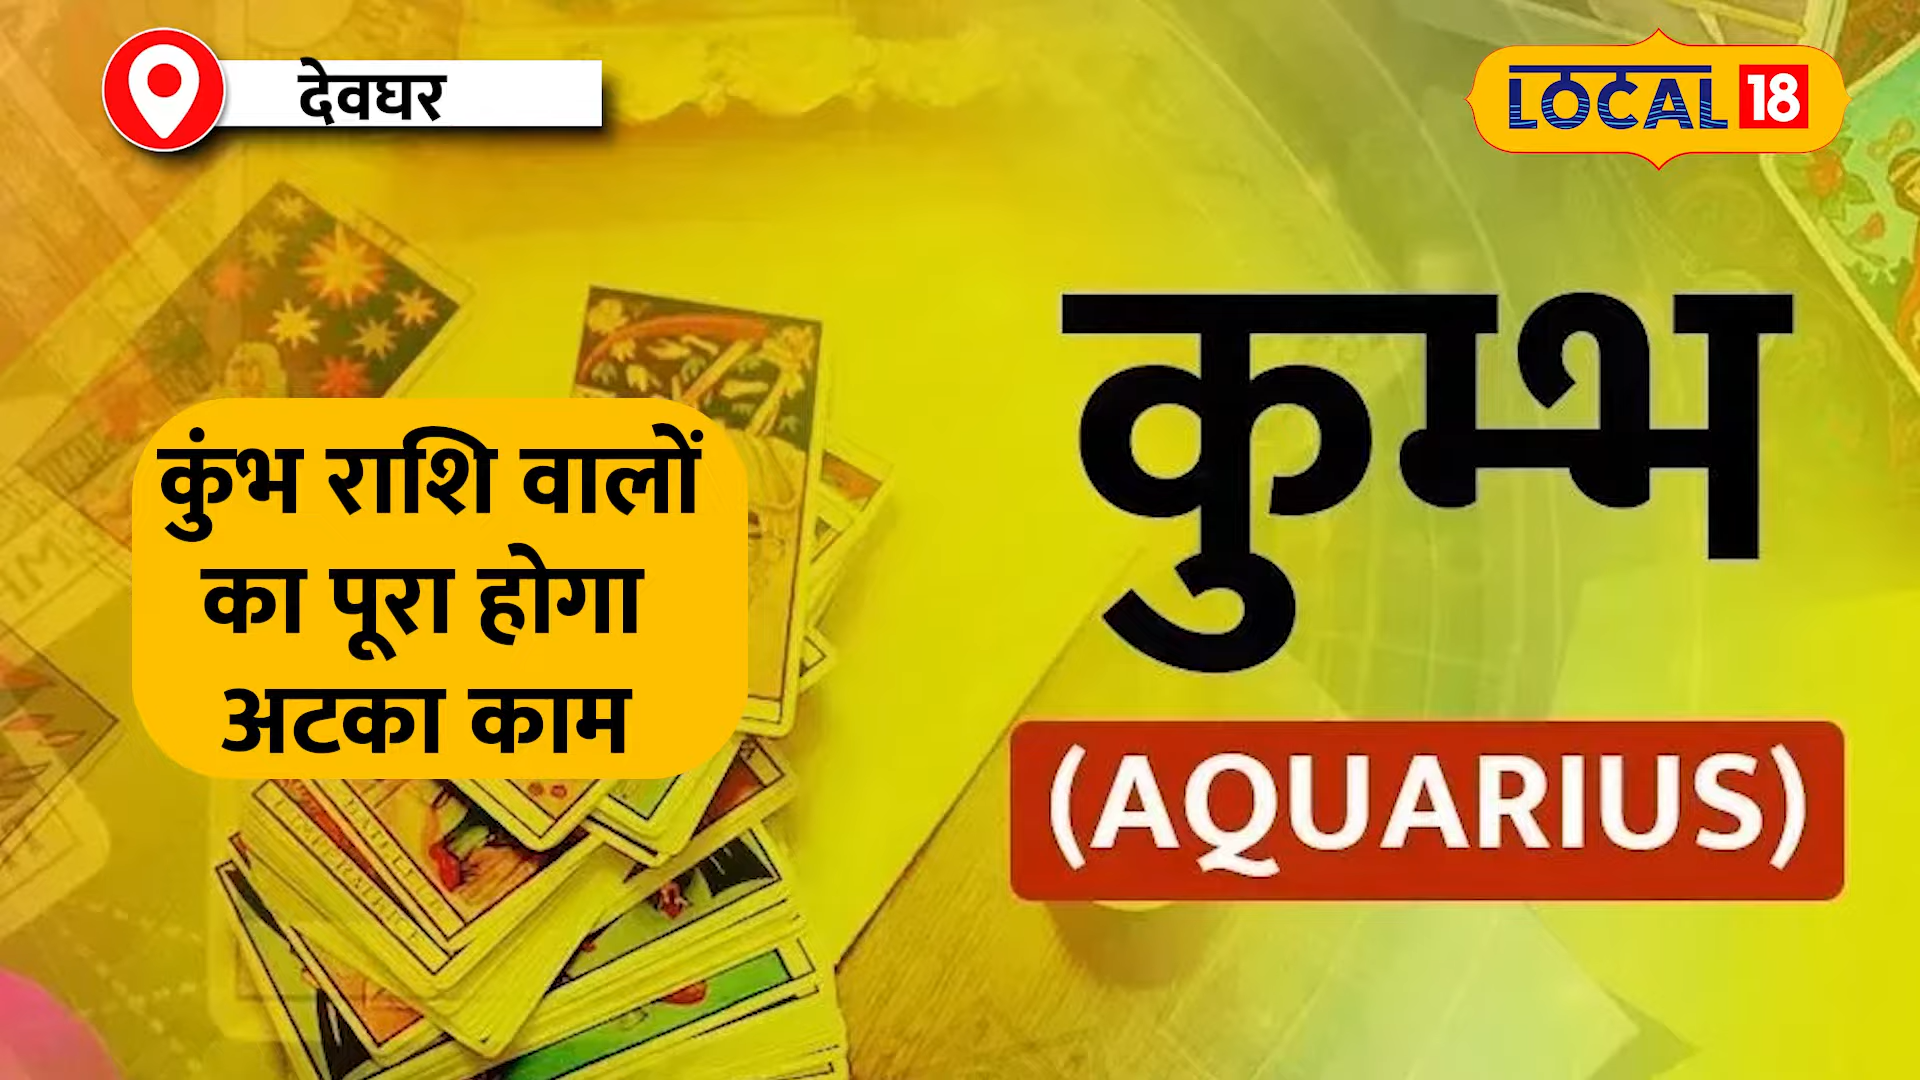 देवघर
LOCAL 18
कुंभ राशि वालों
का पूरा होगा
अटका काम
कुम्भ
(AQUARIUS)